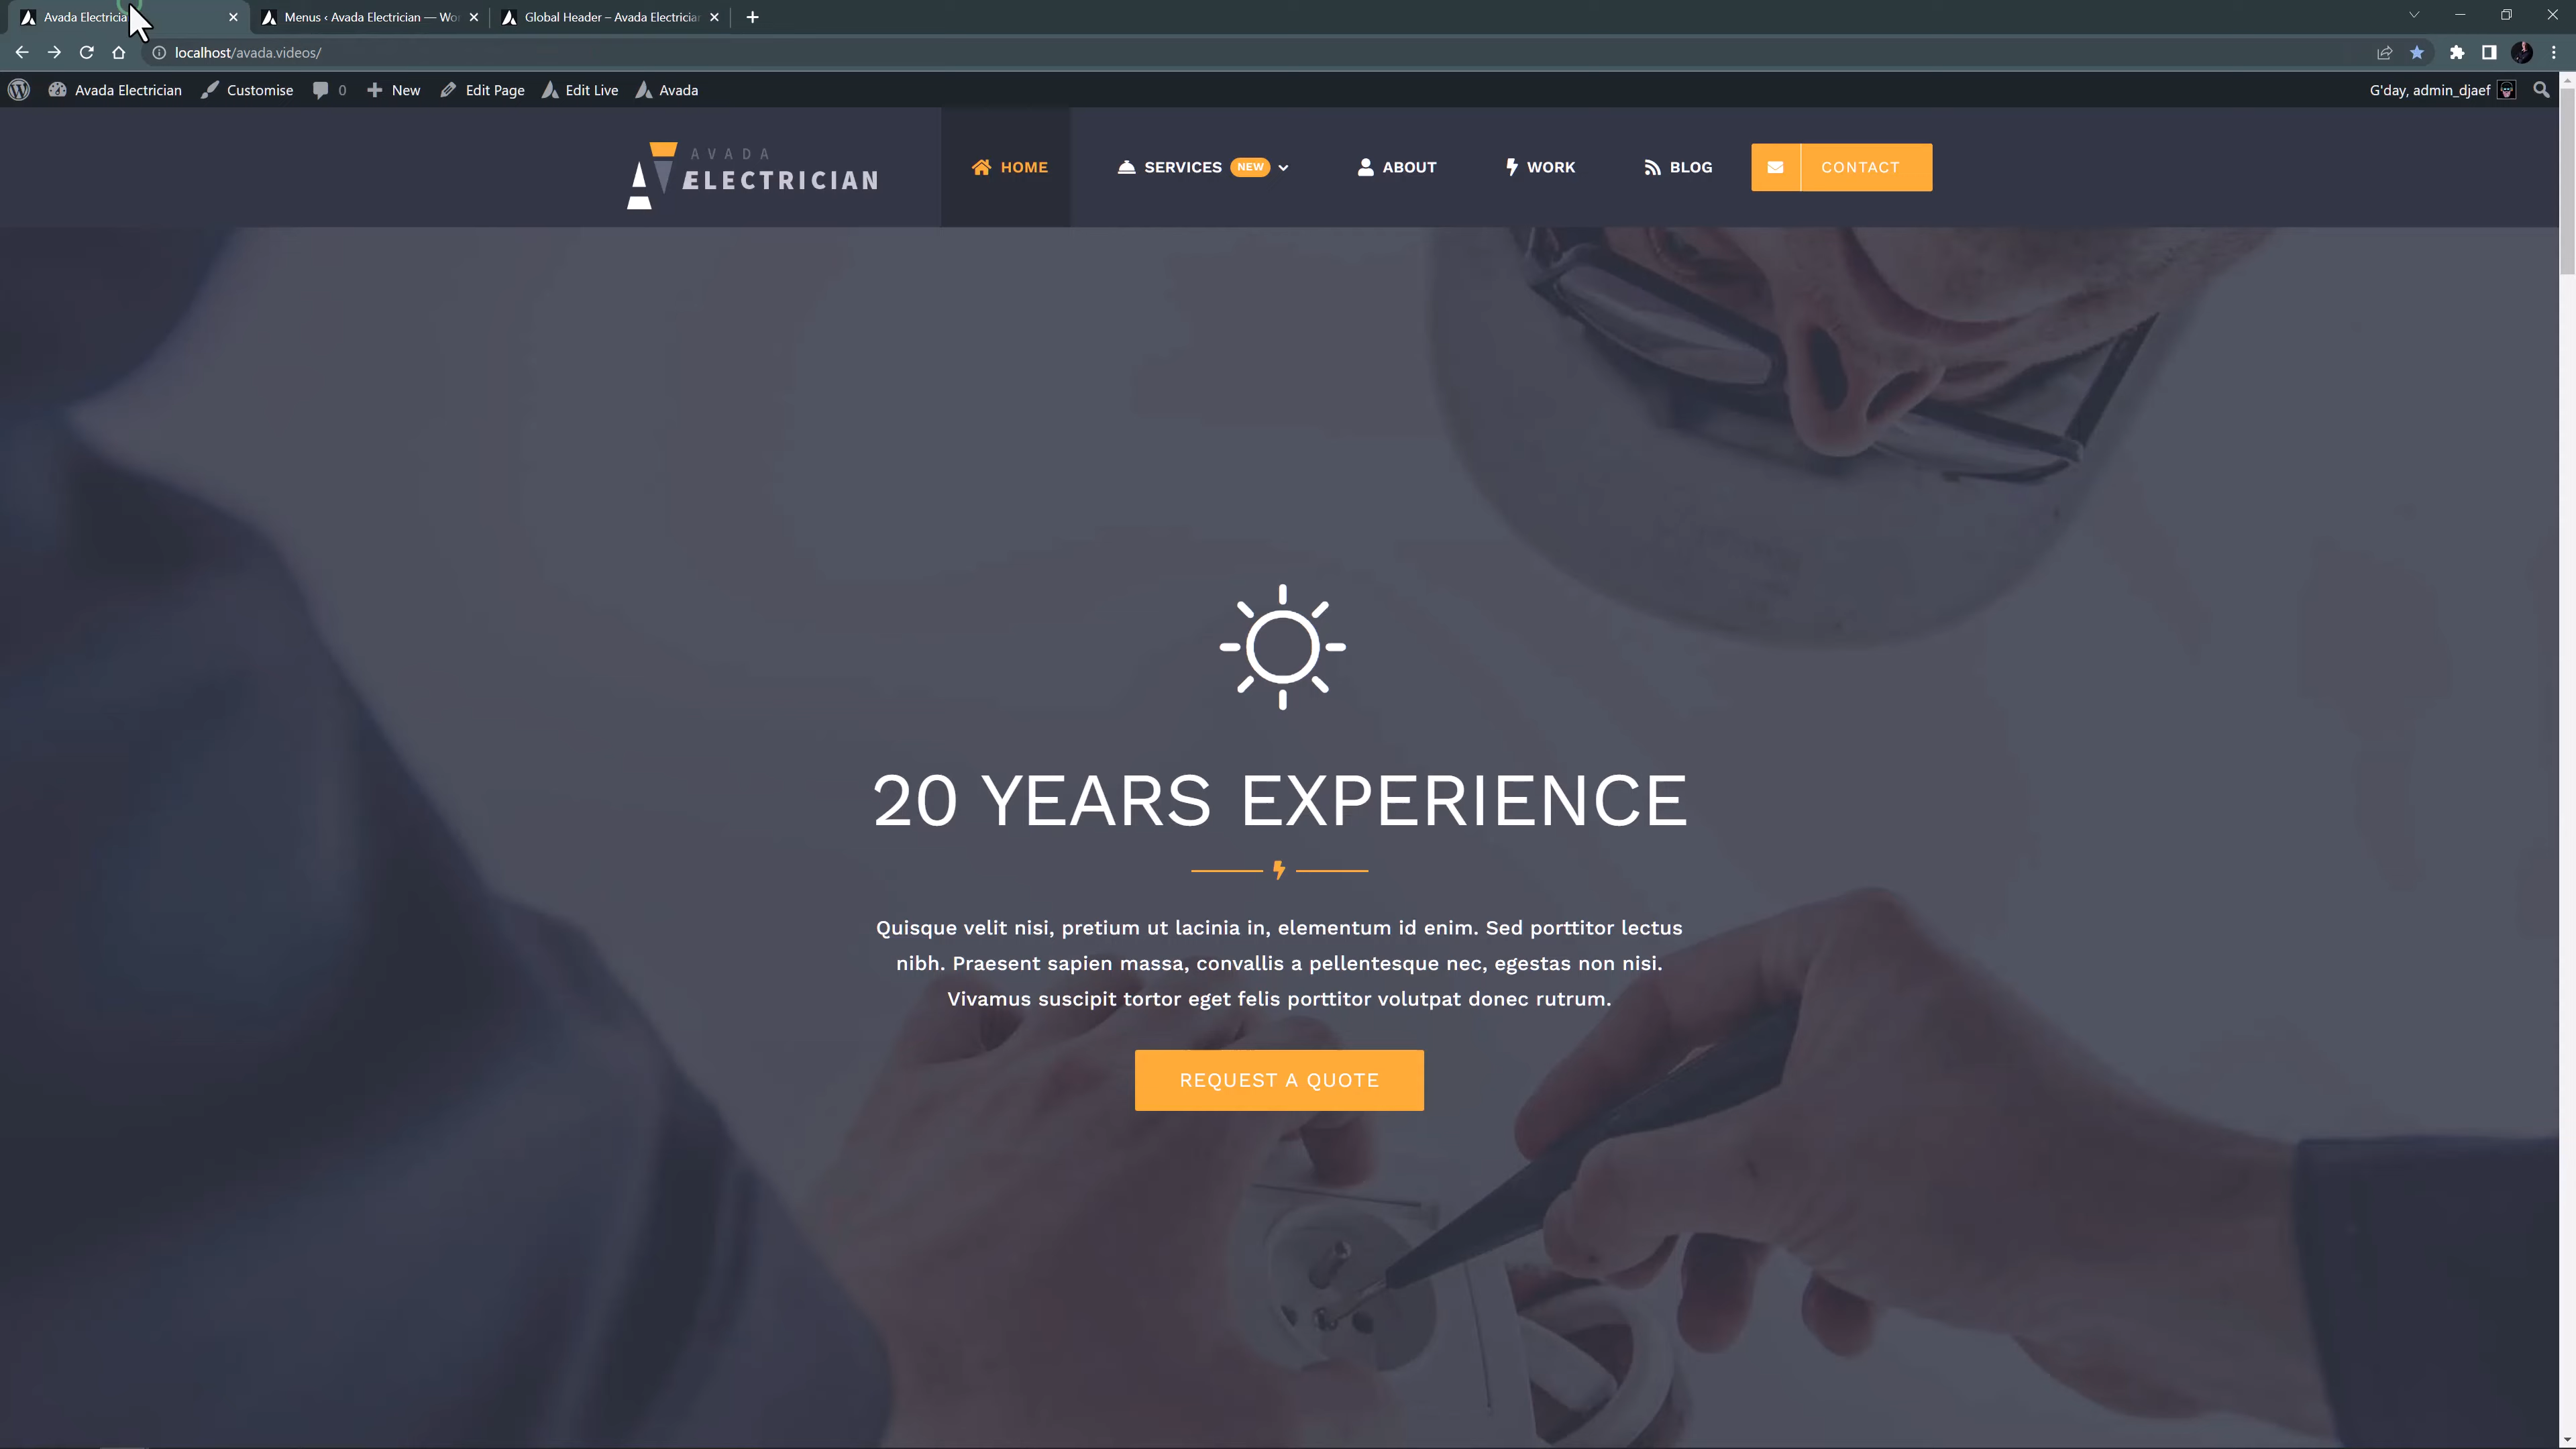 Avada Electricia
Menus ‹ Avada Electrician — Wo
Global Header – Avada Electricia
localhost/avada.videos/
Avada Electrician
Customise
0
New
Edit Page
Edit Live
Avada
G'day, admin_djaef
AVADA
ÆLECTRICIAN
HOME
SERVICES NEW
ABOUT
WORK
BLOG
CONTACT
20 YEARS EXPERIENCE
Quisque velit nisi, pretium ut lacinia in, elementum id enim. Sed porttitor lectus
nibh. Praesent sapien massa, convallis a pellentesque nec, egestas non nisi.
Vivamus suscipit tortor eget felis porttitor volutpat donec rutrum.
REQUEST A QUOTE